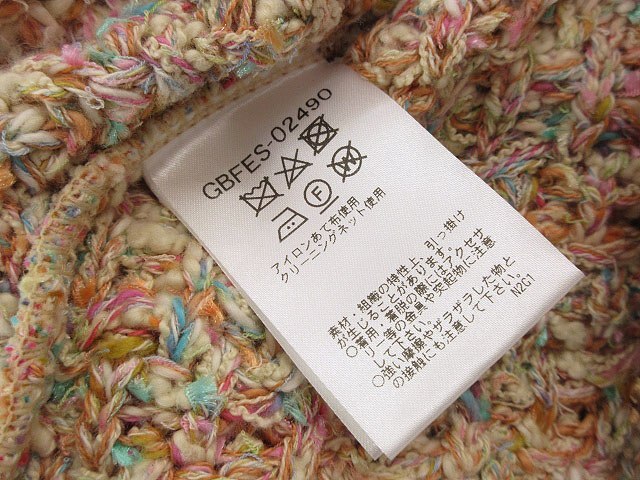 GBFES-02490
W
F
アイロンあて布使用
クリーニングネット使用
素材：組物の特性上、引っ掛け
が生じることがあります。
○着用・着脱の際はアクセサ
リー等の金具や突起物に注意
して下さい。
○強い摩擦やザラザラした物と
の接触にも注意して下さい。
N2G1